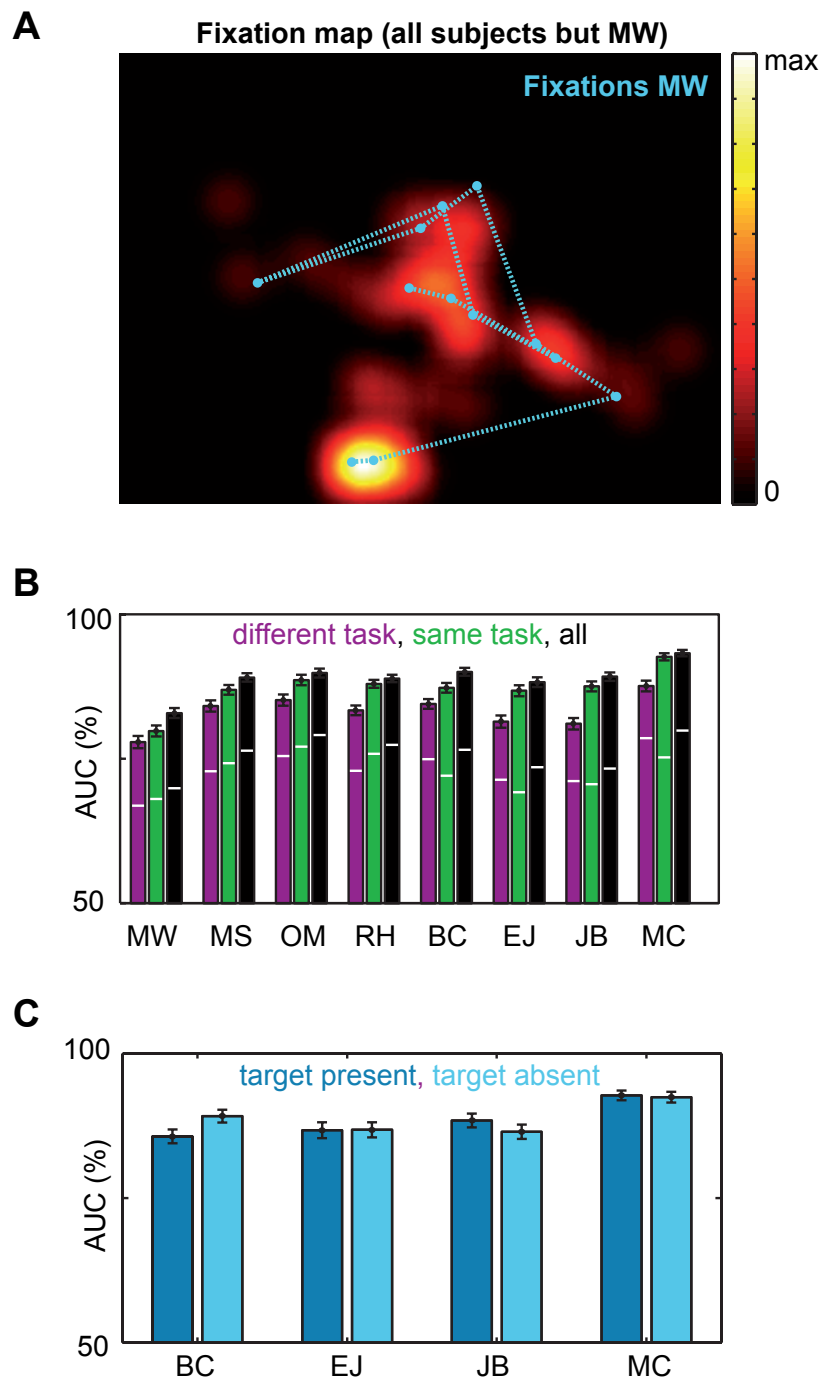 A
Fixation map (all subjects but MW)
Fixations MW
max
0
B
100
different task, same task, all
AUC (%)
50
MW MS OM RH BC EJ JB MC
C
100
target present, target absent
AUC (%)
50
BC EJ JB MC